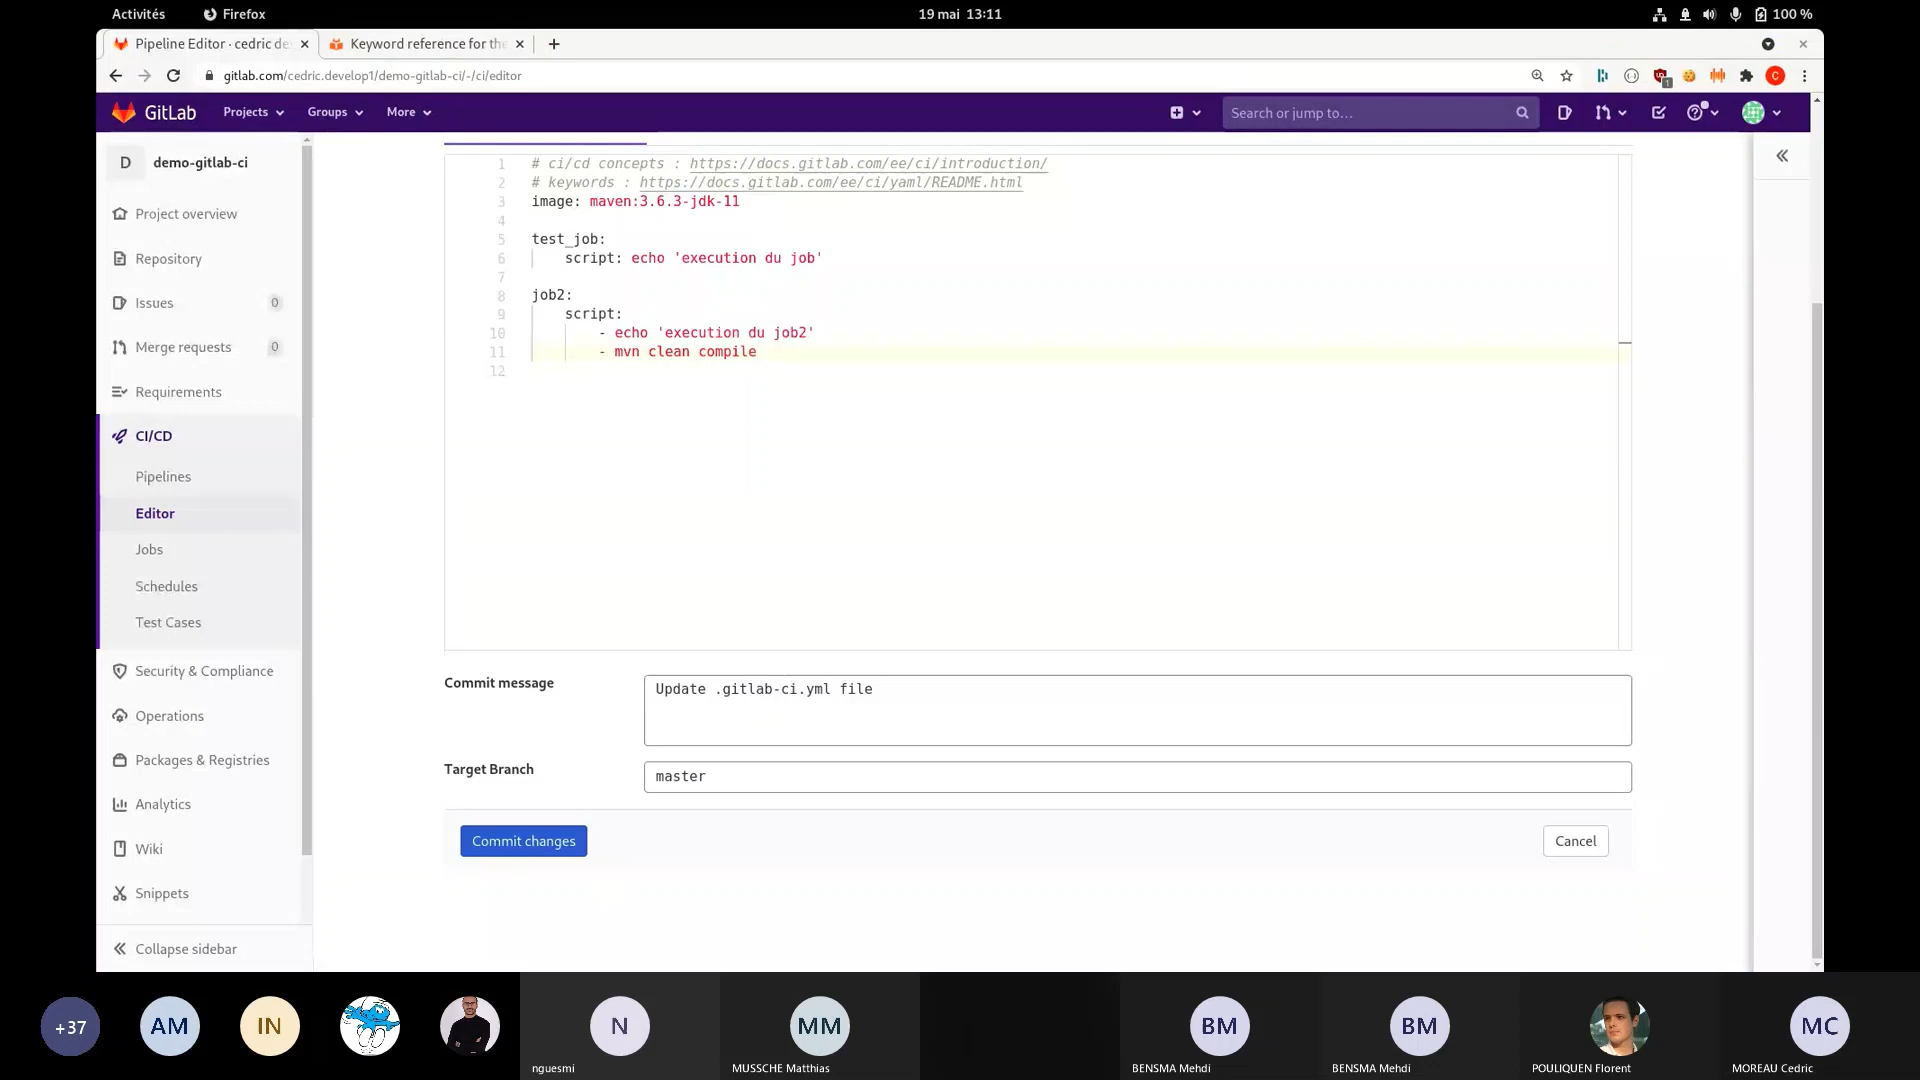 Activités
Firefox
19 mai 13:11
100 %
Pipeline Editor · cedric de
Keyword reference for the
gitlab.com/cedric.develop1/demo-gitlab-ci/-/ci/editor
C
GitLab
Projects
Groups
More
Search or jump to...
D
demo-gitlab-ci
Project overview
Repository
Issues
0
Merge requests
0
Requirements
CI/CD
Pipelines
Editor
Jobs
Schedules
Test Cases
Security & Compliance
Operations
Packages & Registries
Analytics
Wiki
Snippets
Collapse sidebar
1 # ci/cd concepts : https://docs.gitlab.com/ee/ci/introduction/
2 # keywords : https://docs.gitlab.com/ee/ci/yaml/README.html
3 image: maven:3.6.3-jdk-11
4
5 test_job:
6 script: echo 'execution du job'
7
8 job2:
9 script:
10 - echo 'execution du job2'
11 - mvn clean compile
12
Commit message
Update .gitlab-ci.yml file
Target Branch
master
Commit changes
Cancel
+37
AM
IN
N
nguesmi
MM
MUSSCHE Matthias
BM
BENSMA Mehdi
BM
BENSMA Mehdi
POULIQUEN Florent
MC
MOREAU Cedric